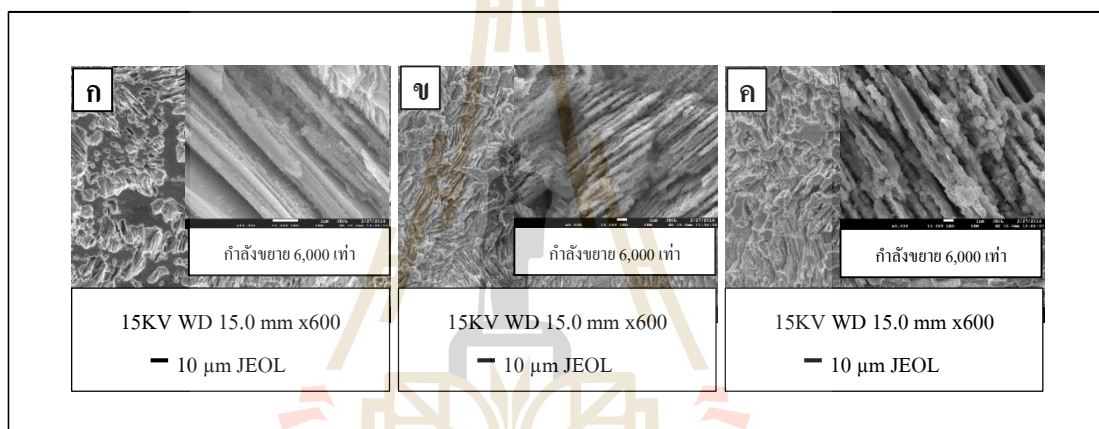 ก
กำลังขยาย 6,000 เท่า
15KV WD 15.0 mm x600
10 µm JEOL
ข
กำลังขยาย 6,000 เท่า
15KV WD 15.0 mm x600
10 µm JEOL
ค
กำลังขยาย 6,000 เท่า
15KV WD 15.0 mm x600
10 µm JEOL